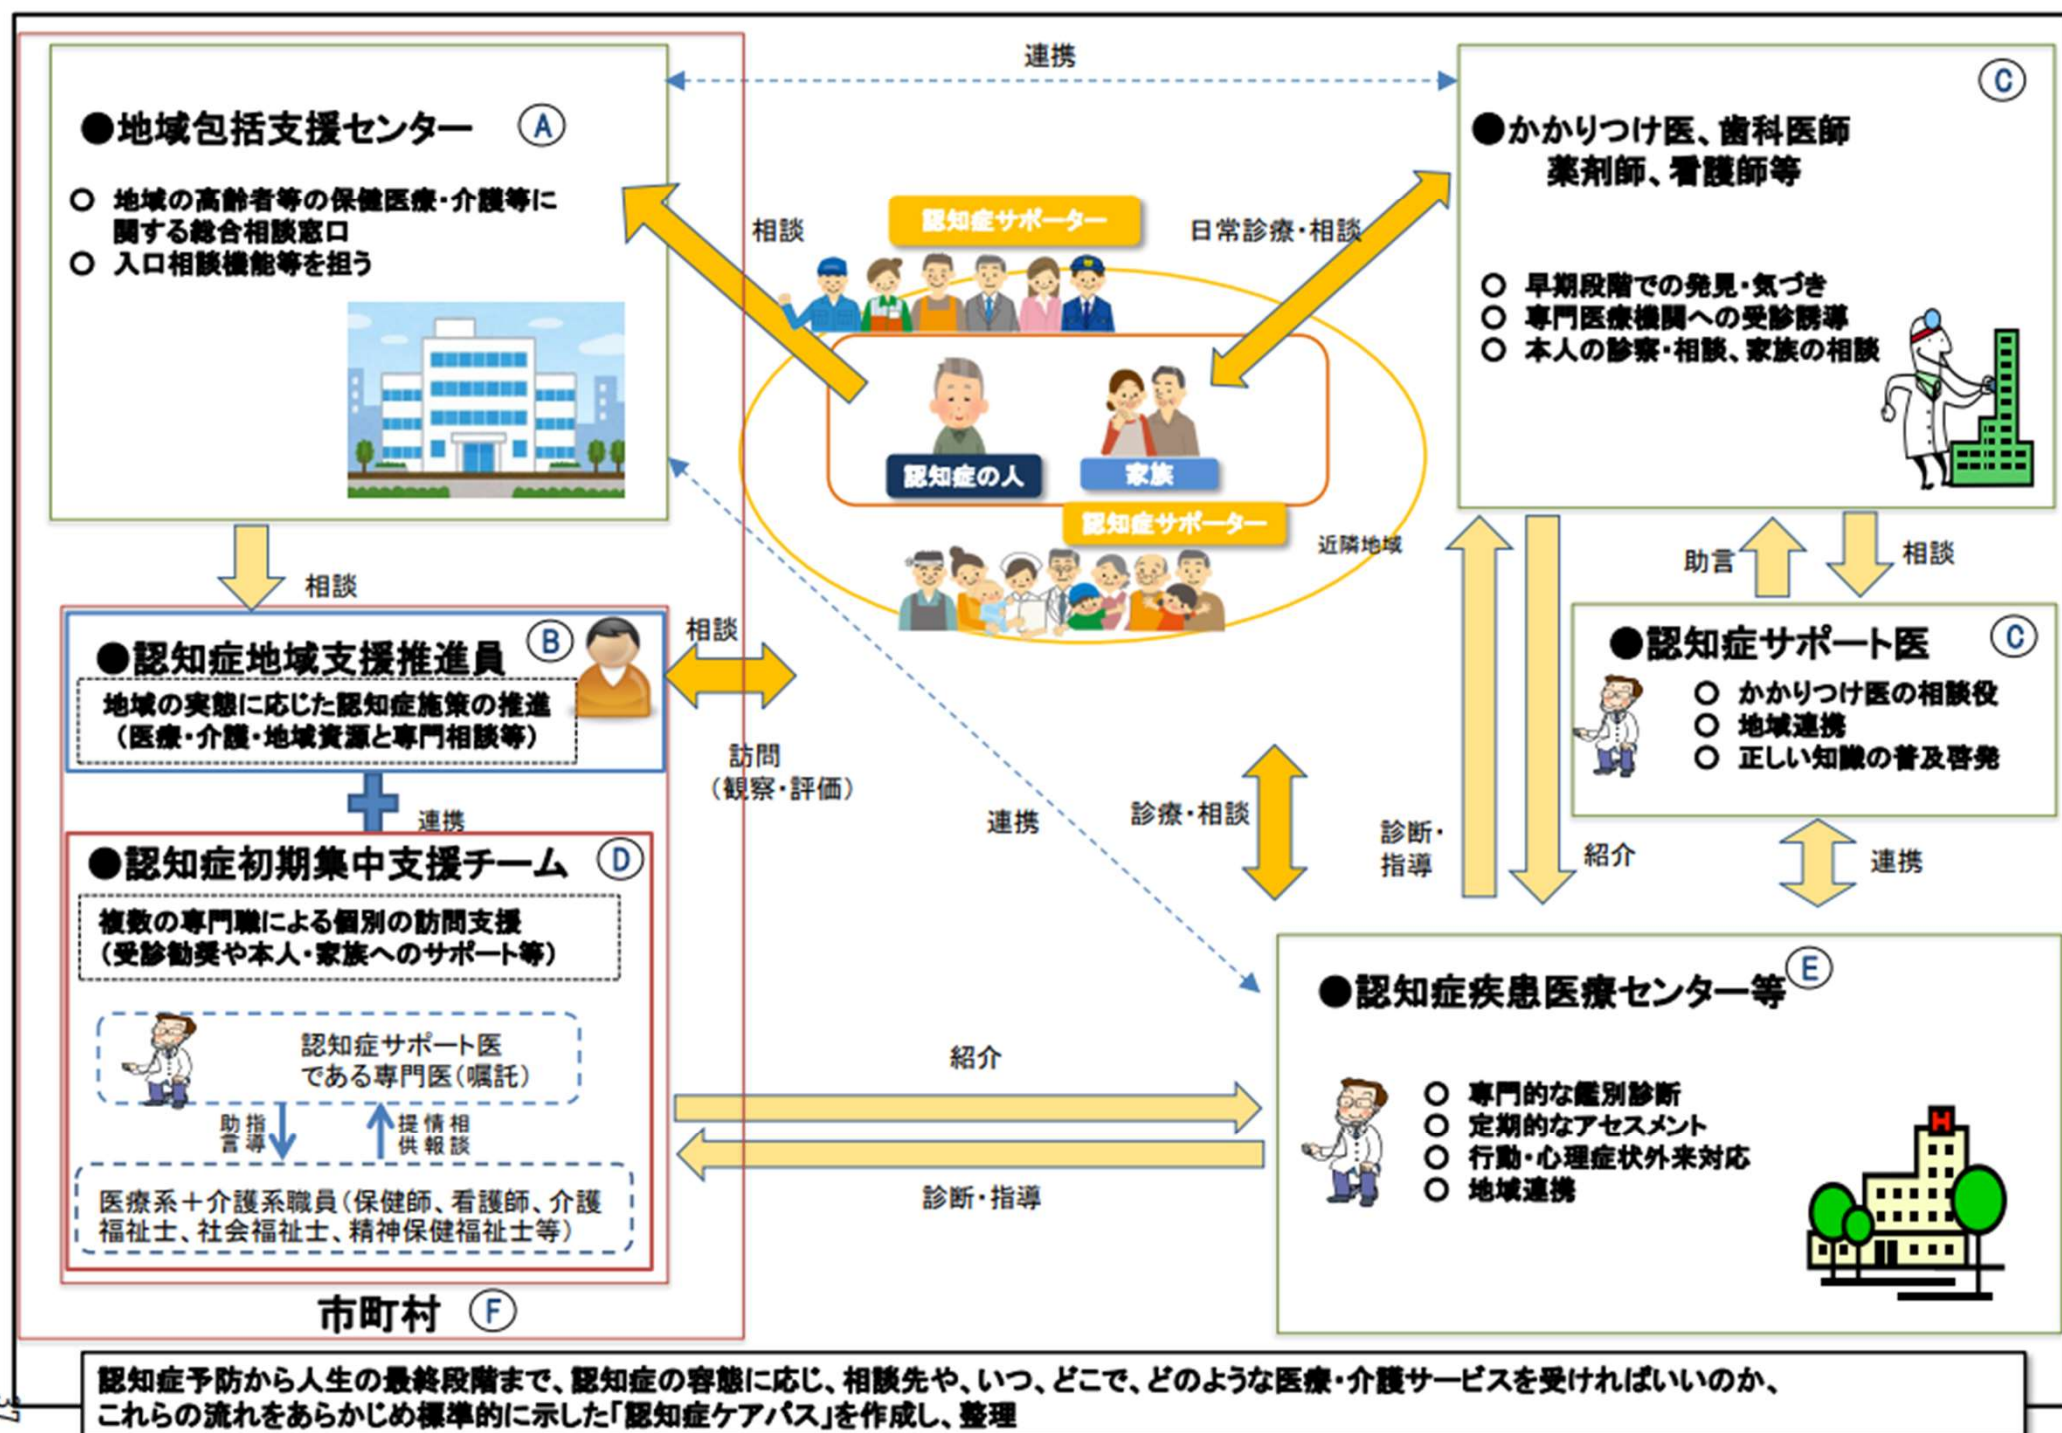 連携
●地域包括支援センター A
○ 地域の高齢者等の保健医療・介護等に
関する総合相談窓口
○ 入口相談機能等を担う
相談
認知症サポーター
日常診療・相談
C
●かかりつけ医、歯科医師
薬剤師、看護師等
○ 早期段階での発見・気づき
○ 専門医療機関への受診誘導
○ 本人の診察・相談、家族の相談
認知症の人
家族
認知症サポーター
近隣地域
相談
助言
相談
●認知症地域支援推進員 B
地域の実態に応じた認知症施策の推進
（医療・介護・地域資源と専門相談等）
相談
訪問
（観察・評価）
連携
●認知症サポート医 C
○ かかりつけ医の相談役
○ 地域連携
○ 正しい知識の普及啓発
連携
診療・相談
診断・
指導
紹介
連携
●認知症初期集中支援チーム D
複数の専門職による個別の訪問支援
（受診勧奨や本人・家族へのサポート等）
認知症サポート医
である専門医（嘱託）
指導
助言
相談
情報
提供
医療系＋介護系職員（保健師、看護師、介護
福祉士、社会福祉士、精神保健福祉士等）
紹介
診断・指導
●認知症疾患医療センター等 E
○ 専門的な鑑別診断
○ 定期的なアセスメント
○ 行動・心理症状外来対応
○ 地域連携
H
市町村 F
認知症予防から人生の最終段階まで、認知症の容態に応じ、相談先や、いつ、どこで、どのような医療・介護サービスを受ければいいのか、
これらの流れをあらかじめ標準的に示した「認知症ケアパス」を作成し、整理
37